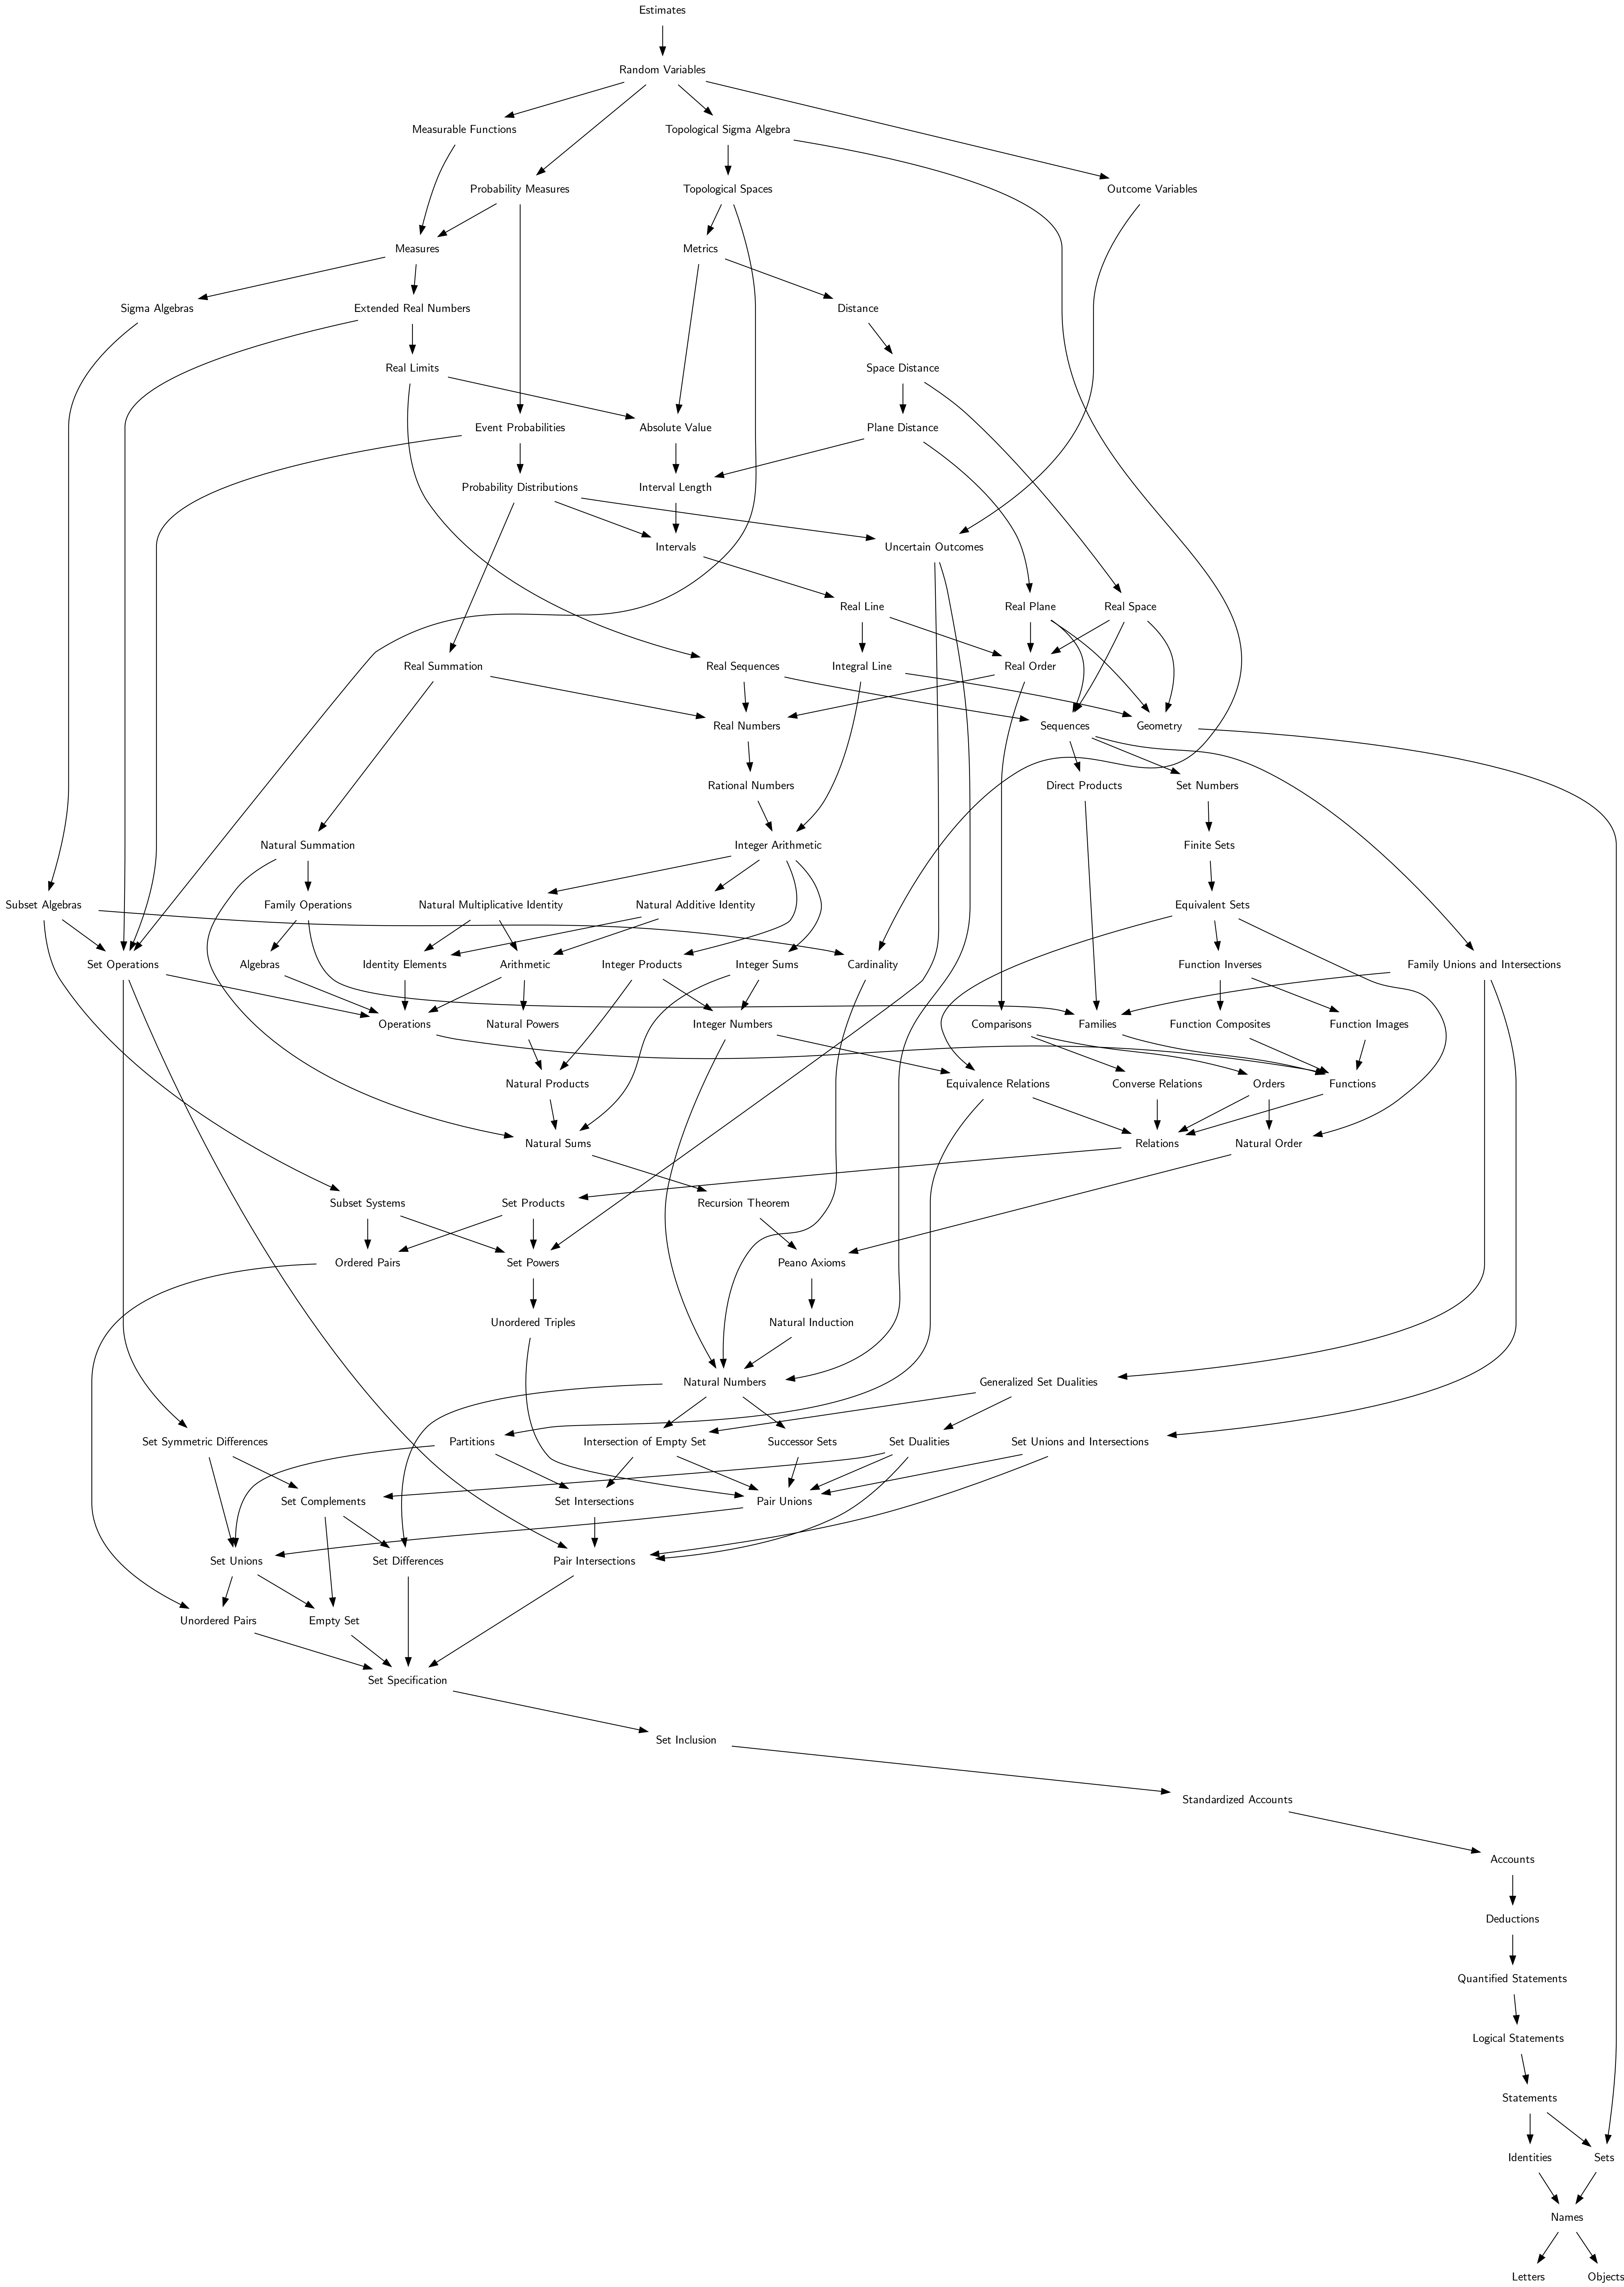 Estimates
Random Variables
Measurable Functions
Topological Sigma Algebra
Probability Measures
Topological Spaces
Outcome Variables
Measures
Metrics
Sigma Algebras
Extended Real Numbers
Distance
Real Limits
Space Distance
Event Probabilities
Absolute Value
Plane Distance
Probability Distributions
Interval Length
Intervals
Uncertain Outcomes
Real Line
Real Plane
Real Space
Real Summation
Real Sequences
Integral Line
Real Order
Real Numbers
Sequences
Geometry
Rational Numbers
Direct Products
Set Numbers
Natural Summation
Integer Arithmetic
Finite Sets
Subset Algebras
Family Operations
Natural Multiplicative Identity
Natural Additive Identity
Equivalent Sets
Set Operations
Algebras
Identity Elements
Arithmetic
Integer Products
Integer Sums
Cardinality
Function Inverses
Family Unions and Intersections
Operations
Natural Powers
Integer Numbers
Comparisons
Families
Function Composites
Function Images
Natural Products
Equivalence Relations
Converse Relations
Orders
Functions
Natural Sums
Relations
Natural Order
Subset Systems
Set Products
Recursion Theorem
Ordered Pairs
Set Powers
Peano Axioms
Unordered Triples
Natural Induction
Natural Numbers
Generalized Set Dualities
Set Symmetric Differences
Partitions
Intersection of Empty Set
Successor Sets
Set Dualities
Set Unions and Intersections
Set Complements
Set Intersections
Pair Unions
Set Unions
Set Differences
Pair Intersections
Unordered Pairs
Empty Set
Set Specification
Set Inclusion
Standardized Accounts
Accounts
Deductions
Quantified Statements
Logical Statements
Statements
Identities
Sets
Names
Letters
Objects